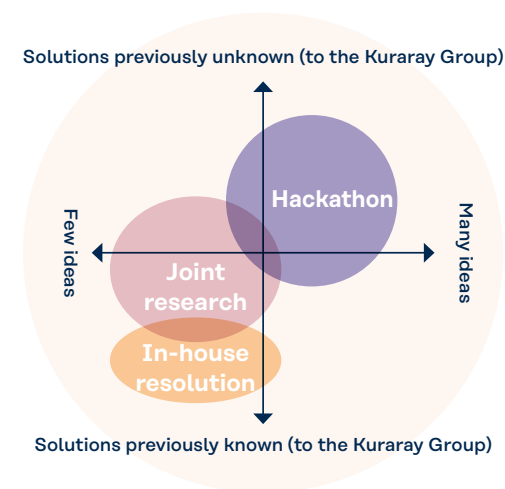 Solutions previously unknown (to the Kuraray Group)
Hackathon
Few ideas
Many ideas
Joint
research
In-house
resolution
Solutions previously known (to the Kuraray Group)